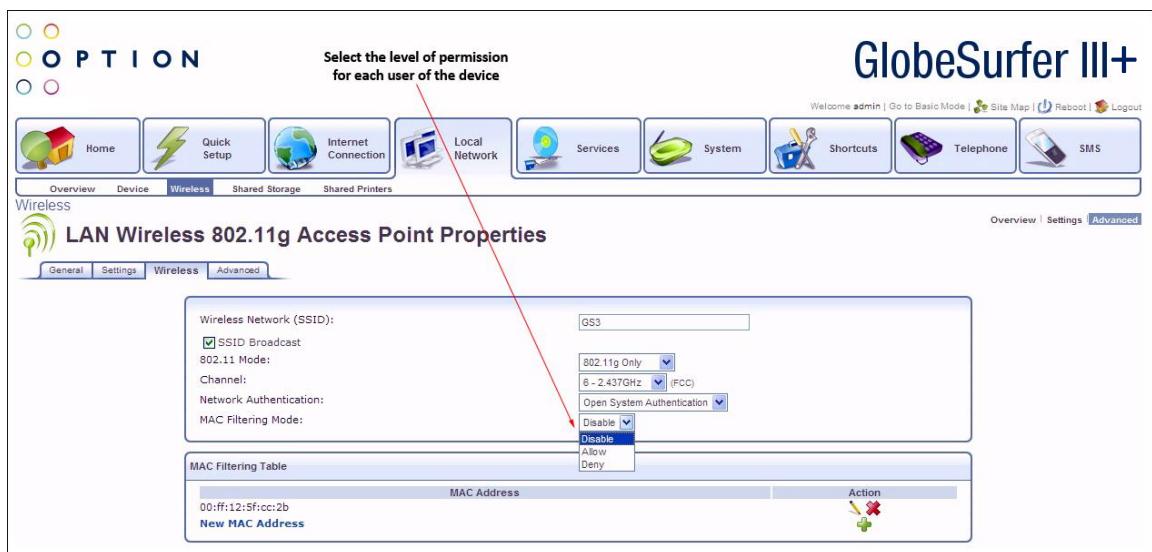 OPTION
Select the level of permission
for each user of the device
GlobeSurfer III+
Welcome admin | Go to Basic Mode | Site Map | Reboot | Logout
Home
Quick
Setup
Internet
Connection
Local
Network
Services
System
Shortcuts
Telephone
SMS
Overview Device Wireless Shared Storage Shared Printers
Wireless
Overview | Settings | Advanced
LAN Wireless 802.11g Access Point Properties
General Settings Wireless Advanced
Wireless Network (SSID): GS3
SSID Broadcast
802.11 Mode: 802.11g Only
Channel: 6 - 2.437GHz (FCC)
Network Authentication: Open System Authentication
MAC Filtering Mode: Disable
Disable
Allow
Deny
MAC Filtering Table
MAC Address Action
00:ff:12:5f:cc:2b
New MAC Address